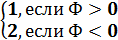 {1, если Ф > 0
2, если Ф < 0